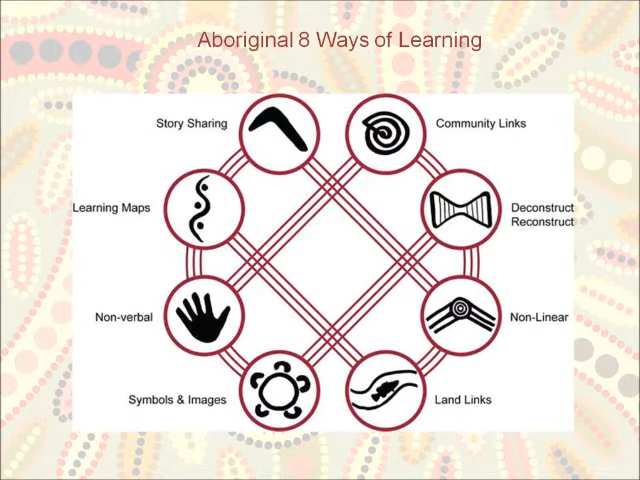 Aboriginal 8 Ways of Learning
Story Sharing
Community Links
Learning Maps
Deconstruct
Reconstruct
Non-verbal
Non-Linear
Symbols & Images
Land Links